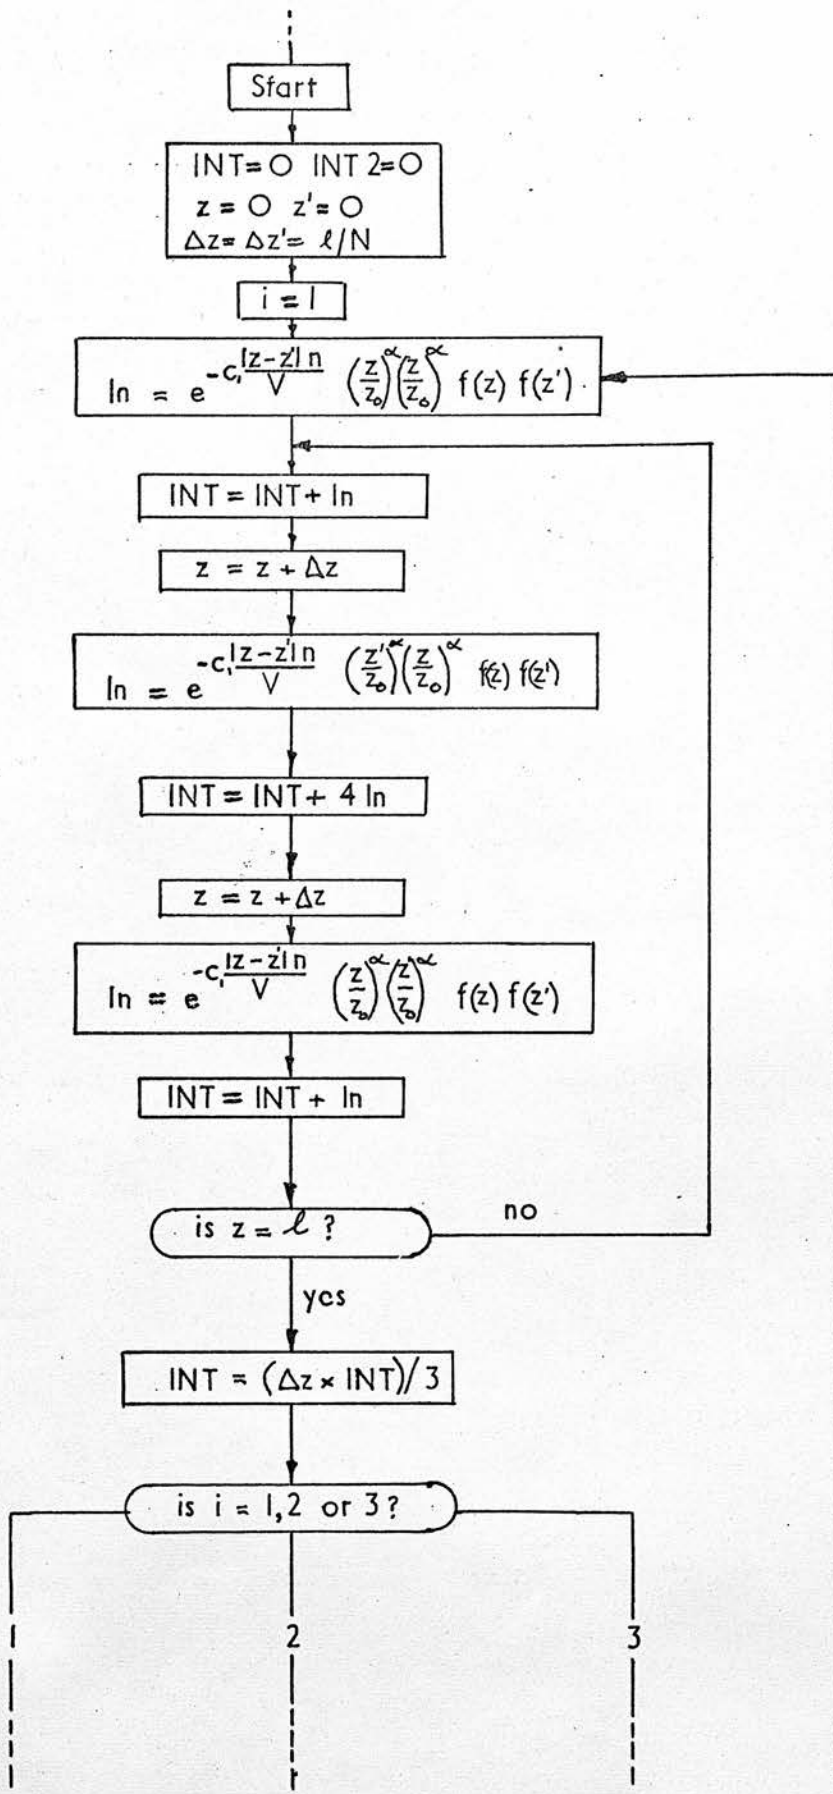 Start
INT = 0 INT 2 = 0
z = 0 z' = 0
Δz = Δz' = ℓ/N
i = 1
In = e^{-c₁ |z-z'|n / V} (z/z₀)^α (z/z₀)^α f(z) f(z').
INT = INT + In
z = z + Δz
In = e^{-c₁ |z-z'|n / V} (z'/z₀)^α (z/z₀)^α f(z) f(z')
INT = INT + 4 In
z = z + Δz
In = e^{-c₁ |z-z'|n / V} (z/z₀)^α (z'/z₀)^α f(z) f(z')
INT = INT + In
is z = ℓ ?
no
yes
INT = (Δz × INT)/3
is i = 1, 2 or 3?
1 2 3